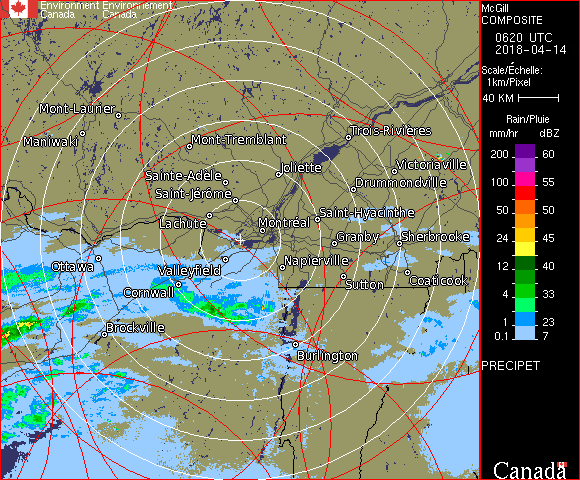 Environment Environnement
Canada Canada
McGill
COMPOSITE
0620 UTC
2018-04-14
Scale/Échelle:
1km/Pixel
40 KM
Rain/Pluie
mm/hr dBZ
200 60
150 57
100 55
50 50
24 45
12 40
4 33
1 23
0.1 7
PRECIPET
Canada
Mont-Laurier
Maniwaki
Mont-Tremblant
Trois-Rivières
Joliette
Victoriaville
Sainte-Adèle
Drummondville
Saint-Jérôme
Lachute
Saint-Hyacinthe
Montréal
Granby
Sherbrooke
Ottawa
Valleyfield
Napierville
Cornwall
Sutton
Coaticook
Brockville
Burlington